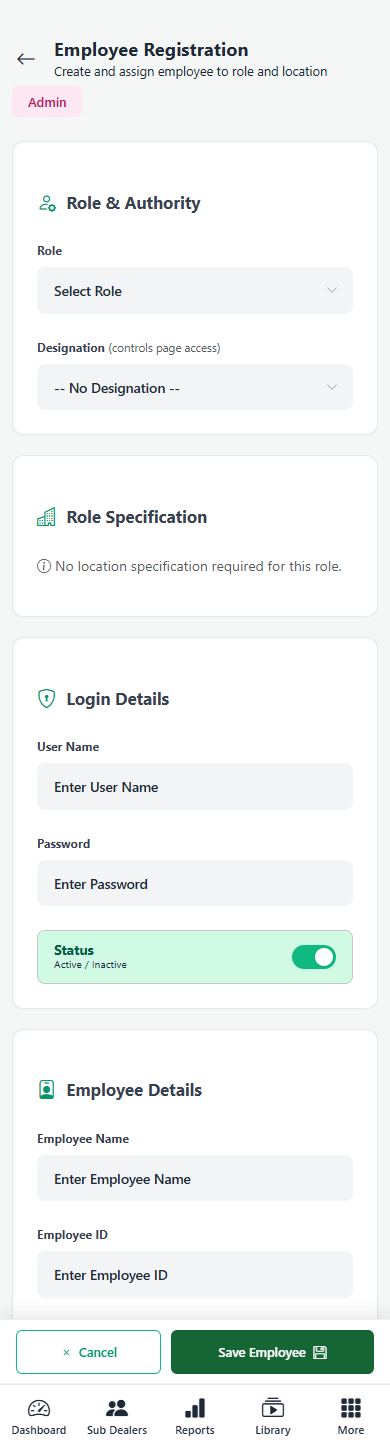 Employee Registration
Create and assign employee to role and location
Admin
Role & Authority
Role
Select Role
Designation (controls page access)
-- No Designation --
Role Specification
No location specification required for this role.
Login Details
User Name
Enter User Name
Password
Enter Password
Status
Active / Inactive
Employee Details
Employee Name
Enter Employee Name
Employee ID
Enter Employee ID
× Cancel
Save Employee
Dashboard
Sub Dealers
Reports
Library
More